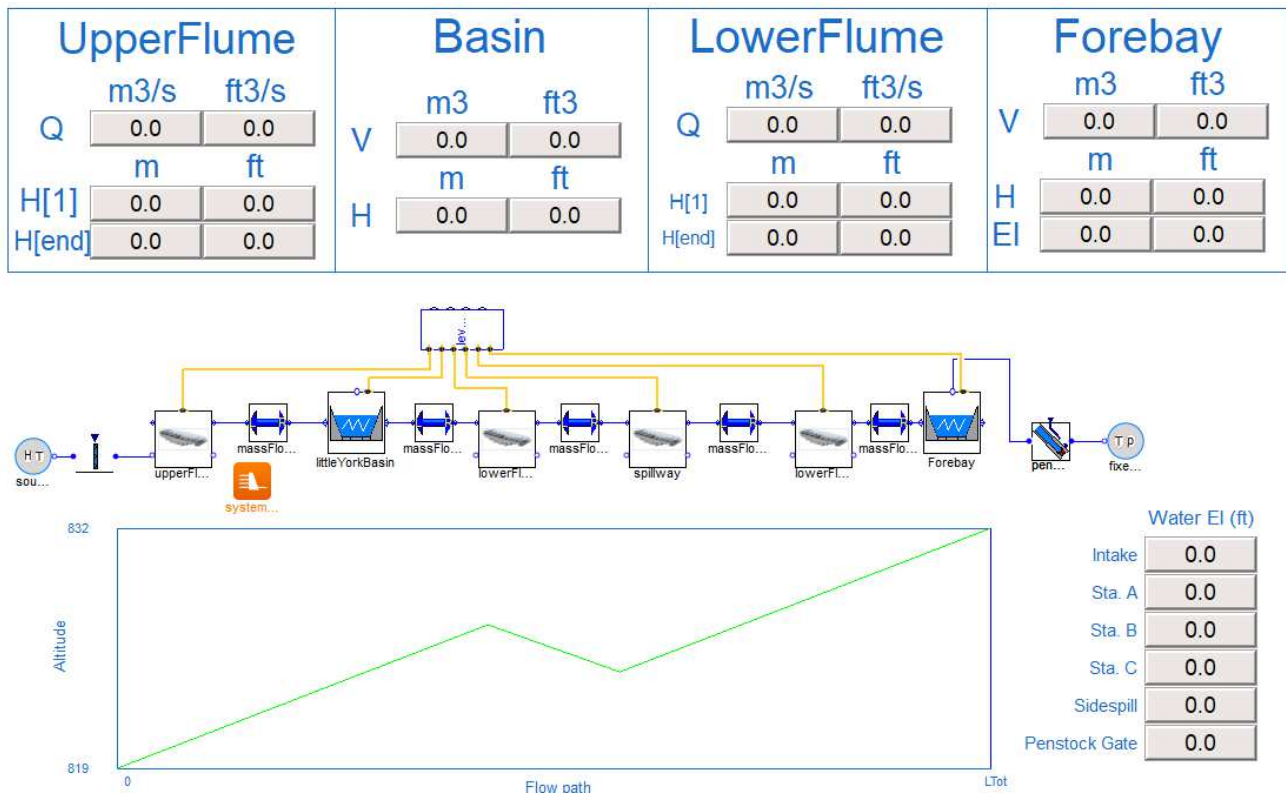 UpperFlume
m3/s ft3/s
Q 0.0 0.0
m ft
H[1] 0.0 0.0
H[end] 0.0 0.0
Basin
m3 ft3
V 0.0 0.0
m ft
H 0.0 0.0
LowerFlume
m3/s ft3/s
Q 0.0 0.0
m ft
H[1] 0.0 0.0
H[end] 0.0 0.0
Forebay
m3 ft3
V 0.0 0.0
m ft
H 0.0 0.0
El 0.0 0.0
lev...
H T
sou...
upperFl...
massFlo...
littleYorkBasin
massFlo...
lowerFl...
massFlo...
spillway
massFlo...
lowerFl...
massFlo...
Forebay
pen...
T p
fixe...
system...
832
Altitude
819
0
Flow path
LTot
Water El (ft)
Intake 0.0
Sta. A 0.0
Sta. B 0.0
Sta. C 0.0
Sidespill 0.0
Penstock Gate 0.0